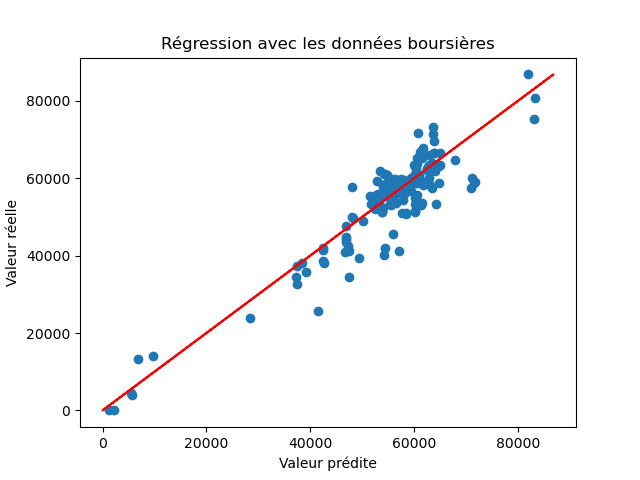 Régression avec les données boursières
Valeur réelle
80000
60000
40000
20000
0
0 20000 40000 60000 80000
Valeur prédite